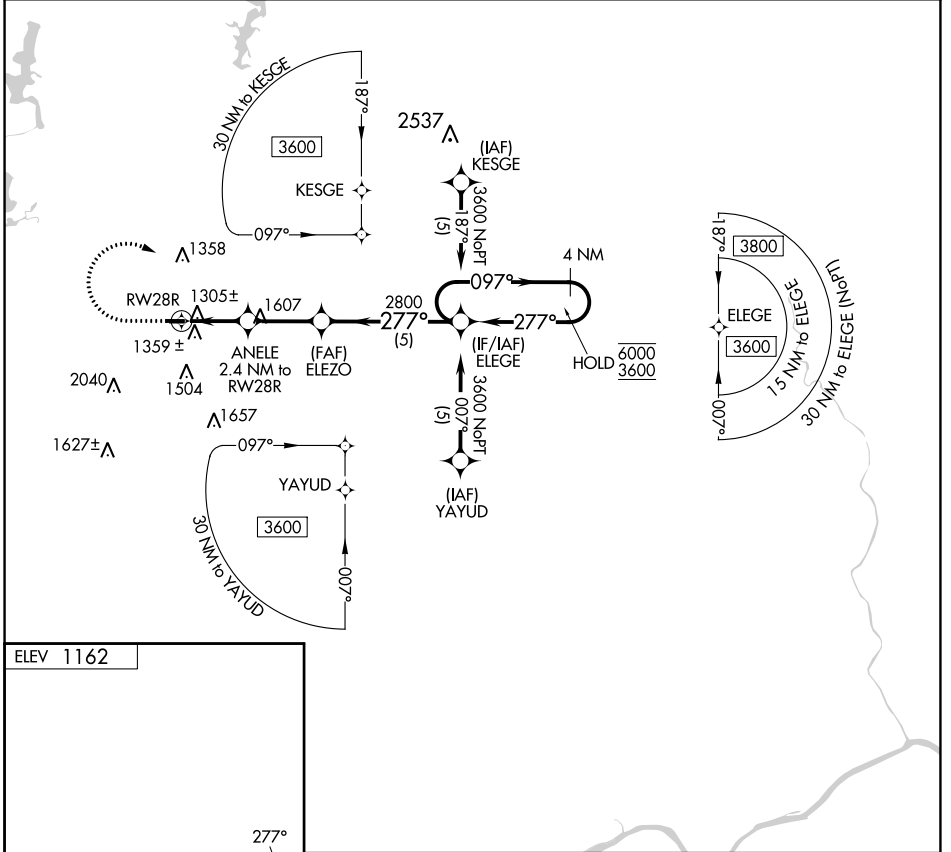 30 NM to KESGE
187°
3600
KESGE
097°
2537
(IAF)
KESGE
3600 NoPT
187°
(5)
4 NM
097°
187°
3800
ELEGE
3600
15 NM to ELEGE
30 NM to ELEGE (NoPT)
007°
1358
RW28R
1305±
1607
2800
277°
(5)
277°
(IF/IAF)
ELEGE
HOLD
6000
3600
1359 ±
ANELE
2.4 NM to
RW28R
(FAF)
ELEZO
2040
1504
1657
1627±
3600 NoPT
007°
(5)
(IAF)
YAYUD
097°
YAYUD
3600
30 NM to YAYUD
007°
ELEV 1162
277°